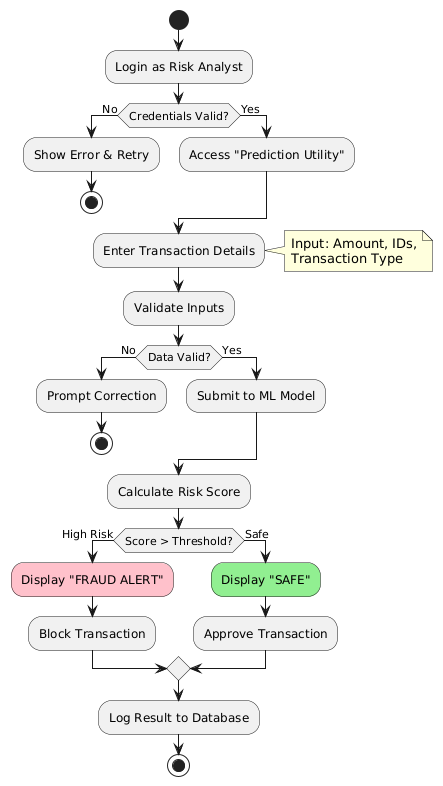 Login as Risk Analyst
No
Credentials Valid?
Yes
Show Error & Retry
Access "Prediction Utility"
Enter Transaction Details
Input: Amount, IDs,
Transaction Type
Validate Inputs
No
Data Valid?
Yes
Prompt Correction
Submit to ML Model
Calculate Risk Score
High Risk
Score > Threshold?
Safe
Display "FRAUD ALERT"
Display "SAFE"
Block Transaction
Approve Transaction
Log Result to Database